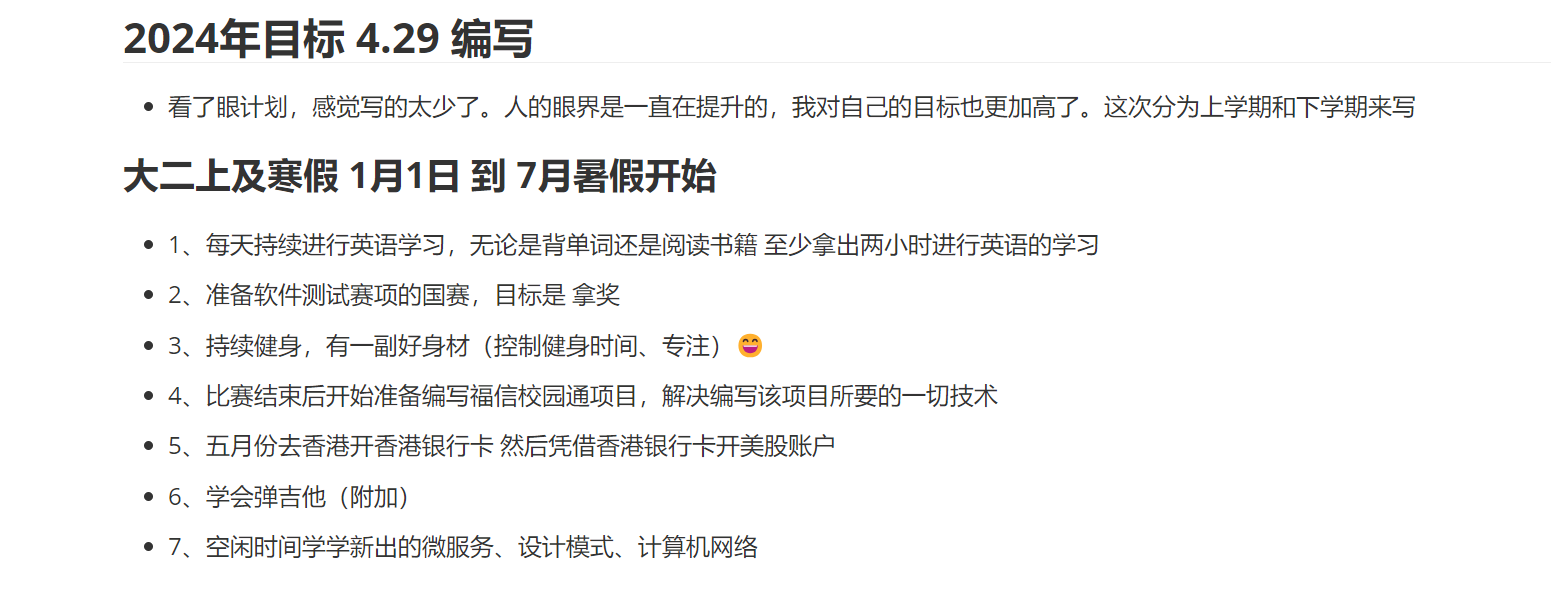 2024年目标 4.29 编写
看了眼计划，感觉写的太少了。人的眼界是一直在提升的，我对自己的目标也更加高了。这次分为上学期和下学期来写
大二上及寒假 1月1日 到 7月暑假开始
1、每天持续进行英语学习，无论是背单词还是阅读书籍 至少拿出两小时进行英语的学习
2、准备软件测试赛项的国赛，目标是 拿奖
3、持续健身，有一副好身材（控制健身时间、专注）😄
4、比赛结束后开始准备编写福信校园通项目，解决编写该项目所要的一切技术
5、五月份去香港开香港银行卡 然后凭借香港银行卡开美股账户
6、学会弹吉他（附加）
7、空闲时间学学新出的微服务、设计模式、计算机网络